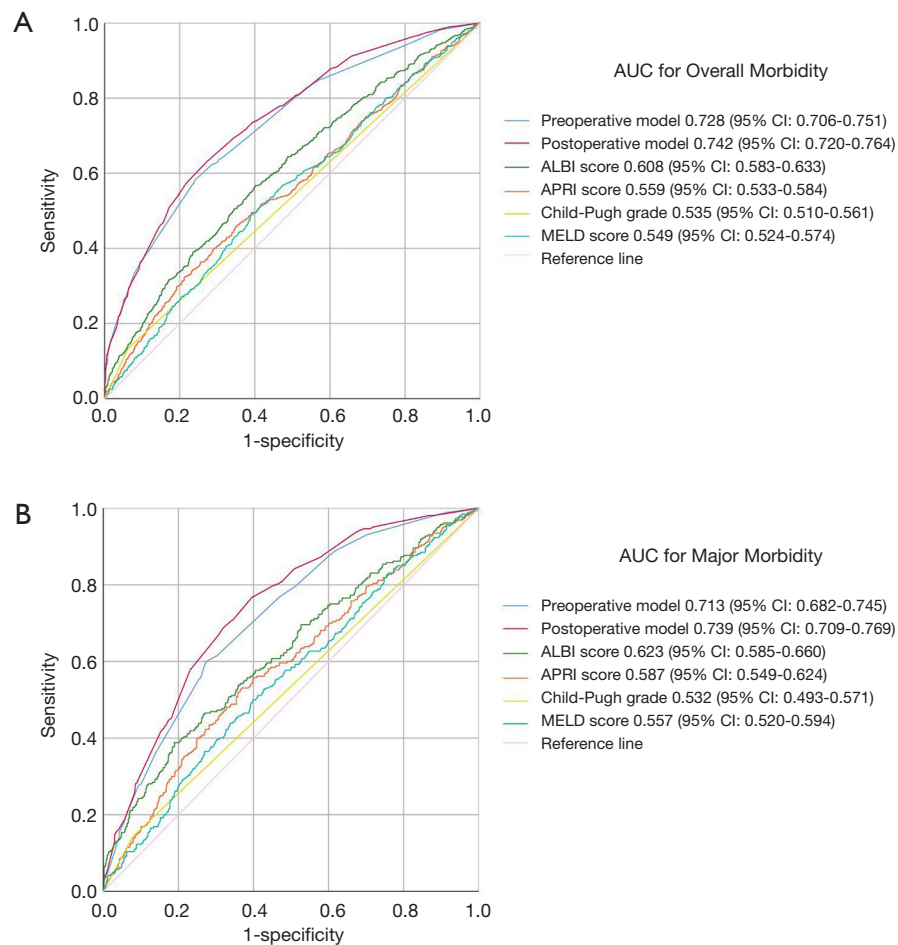 A
AUC for Overall Morbidity
Preoperative model 0.728 (95% CI: 0.706-0.751)
Postoperative model 0.742 (95% CI: 0.720-0.764)
ALBI score 0.608 (95% CI: 0.583-0.633)
APRI score 0.559 (95% CI: 0.533-0.584)
Child-Pugh grade 0.535 (95% CI: 0.510-0.561)
MELD score 0.549 (95% CI: 0.524-0.574)
Reference line
Sensitivity
1.0
0.8
0.6
0.4
0.2
0.0
0.0 0.2 0.4 0.6 0.8 1.0
1-specificity
B
AUC for Major Morbidity
Preoperative model 0.713 (95% CI: 0.682-0.745)
Postoperative model 0.739 (95% CI: 0.709-0.769)
ALBI score 0.623 (95% CI: 0.585-0.660)
APRI score 0.587 (95% CI: 0.549-0.624)
Child-Pugh grade 0.532 (95% CI: 0.493-0.571)
MELD score 0.557 (95% CI: 0.520-0.594)
Reference line
Sensitivity
1.0
0.8
0.6
0.4
0.2
0.0
0.0 0.2 0.4 0.6 0.8 1.0
1-specificity